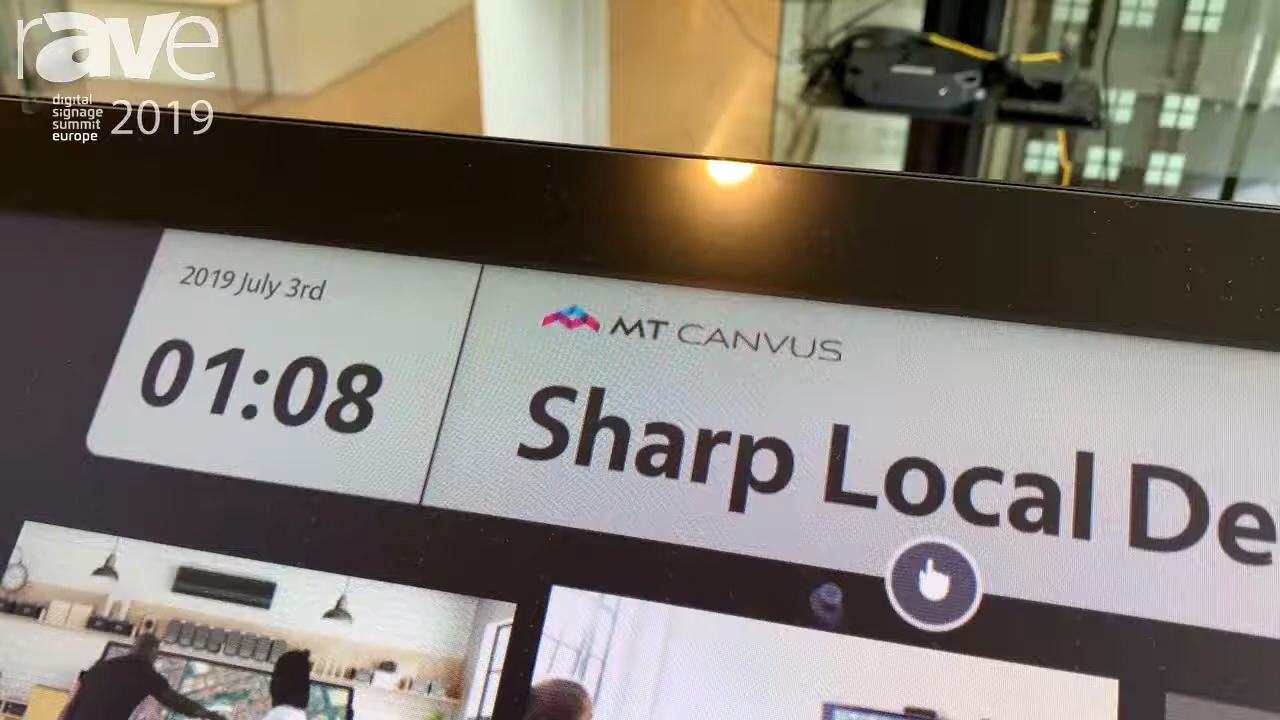 rave
digital
signage
summit
europe
2019
2019 July 3rd
01:08
MT CANVUS
Sharp Local De